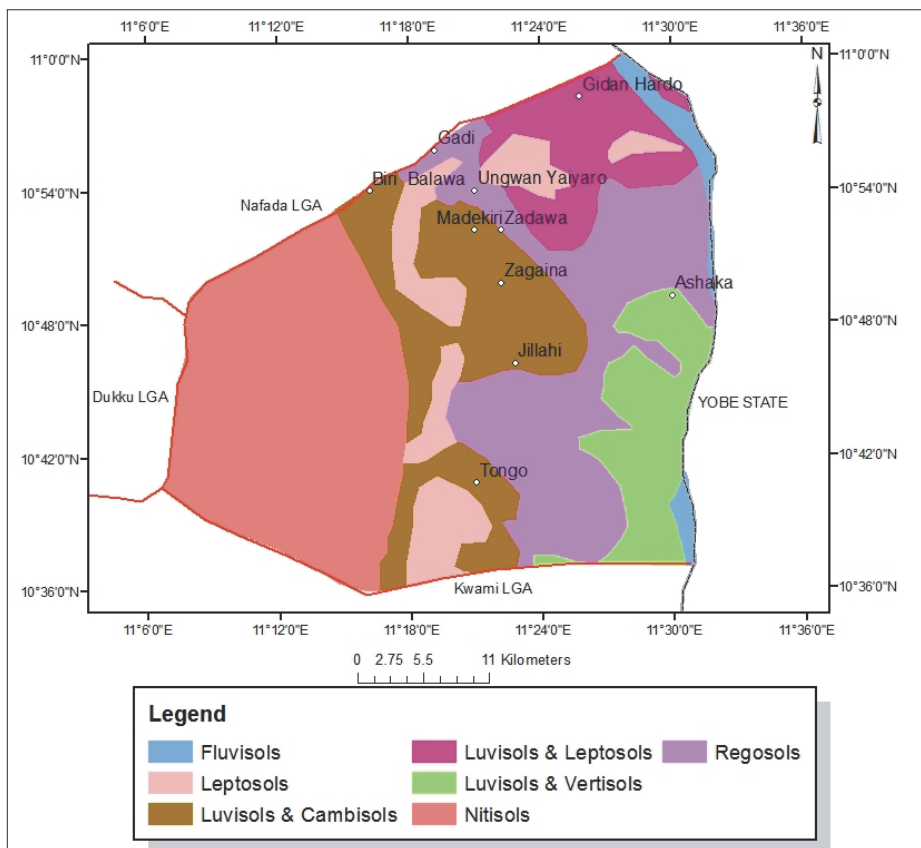 11°6'0"E 11°12'0"E 11°18'0"E 11°24'0"E 11°30'0"E 11°36'0"E
11°0'0"N
11°0'0"N
N
Gidan Hardo
Gadi
Biri
Balawa
Ungwan Yaiyaro
10°54'0"N
10°54'0"N
Nafada LGA
Madekiri
Zadawa
Zagaina
Ashaka
10°48'0"N
10°48'0"N
Jillahi
Dukku LGA
YOBE STATE
10°42'0"N
10°42'0"N
Tongo
10°36'0"N
10°36'0"N
Kwami LGA
11°6'0"E 11°12'0"E 11°18'0"E 11°24'0"E 11°30'0"E 11°36'0"E
0 2.75 5.5 11 Kilometers
Legend
Fluvisols
Leptosols
Luvisols & Cambisols
Luvisols & Leptosols
Luvisols & Vertisols
Nitisols
Regosols